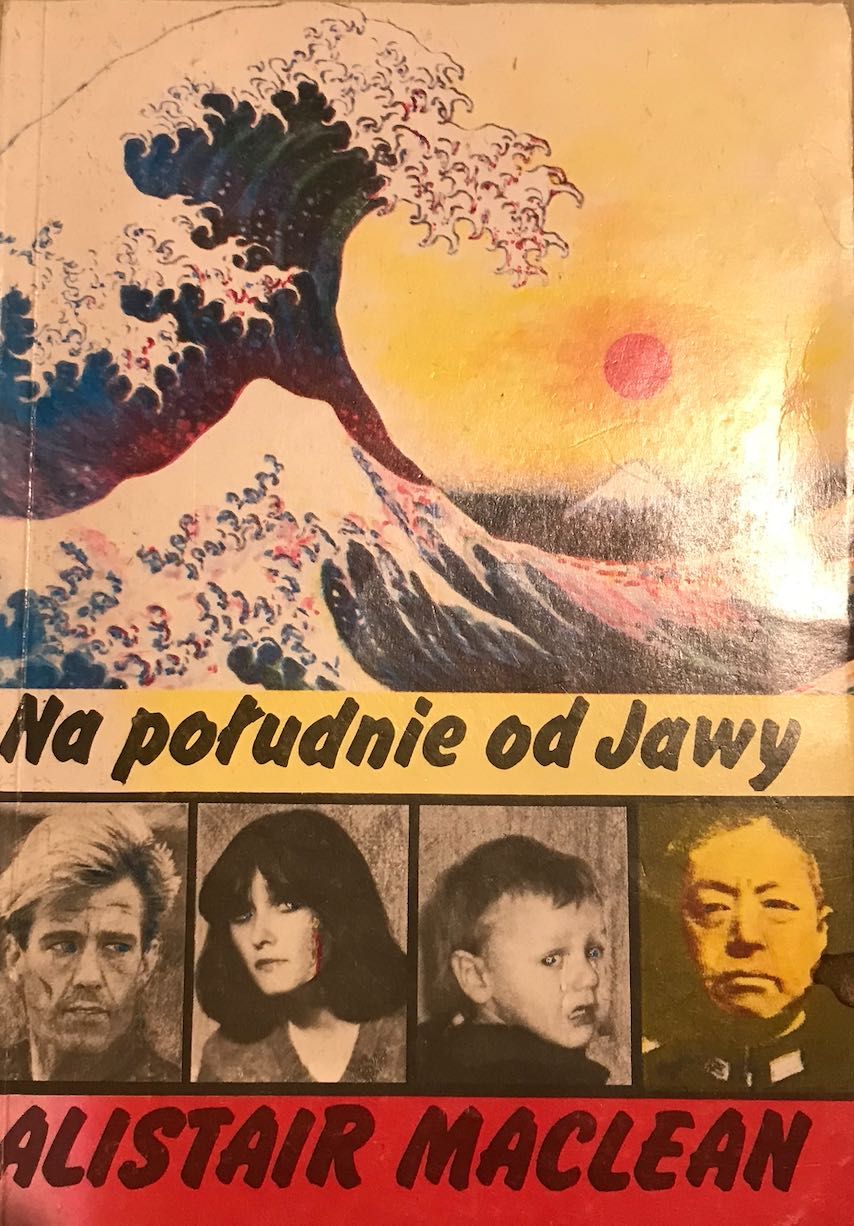 Na południe od Jawy
ALISTAIR MACLEAN